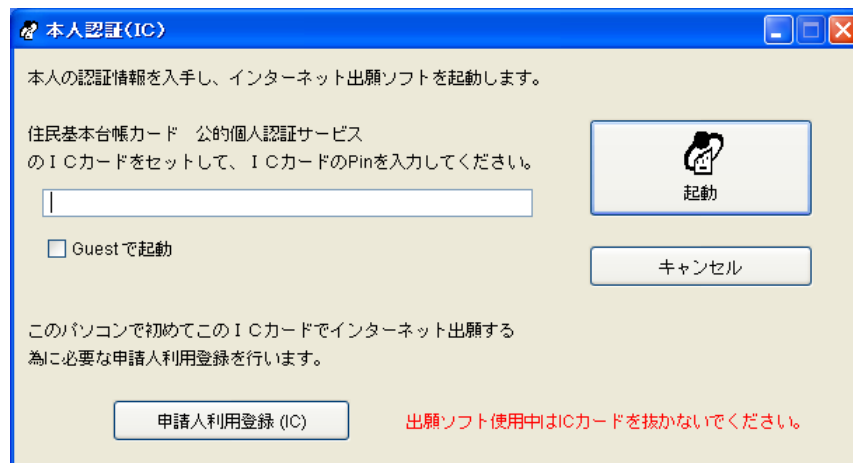 本人認証(IC)
本人の認証情報を入手し、インターネット出願ソフトを起動します。
住民基本台帳カード　公的個人認証サービス
のＩＣカードをセットして、ＩＣカードのPinを入力してください。
起動
Guestで起動
キャンセル
このパソコンで初めてこのＩＣカードでインターネット出願する
為に必要な申請人利用登録を行います。
申請人利用登録(IC)
出願ソフト使用中はICカードを抜かないでください。